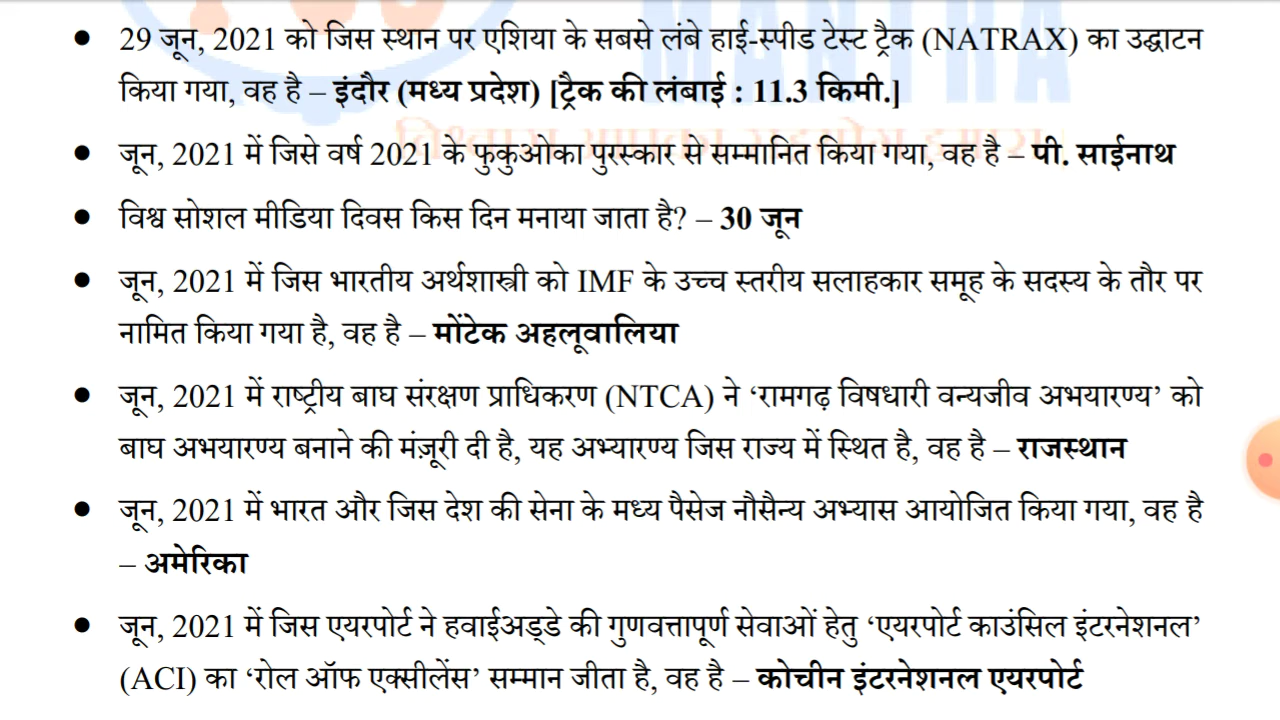 MANTRA
● 29 जून, 2021 को जिस स्थान पर एशिया के सबसे लंबे हाई-स्पीड टेस्ट ट्रैक (NATRAX) का उद्घाटन
किया गया, वह है – इंदौर (मध्य प्रदेश) [ट्रैक की लंबाई : 11.3 किमी.]
● जून, 2021 में जिसे वर्ष 2021 के फुकुओका पुरस्कार से सम्मानित किया गया, वह है – पी. साईनाथ
● विश्व सोशल मीडिया दिवस किस दिन मनाया जाता है? – 30 जून
● जून, 2021 में जिस भारतीय अर्थशास्त्री को IMF के उच्च स्तरीय सलाहकार समूह के सदस्य के तौर पर
नामित किया गया है, वह है – मोंटेक अहलूवालिया
● जून, 2021 में राष्ट्रीय बाघ संरक्षण प्राधिकरण (NTCA) ने ‘रामगढ़ विषधारी वन्यजीव अभयारण्य’ को
बाघ अभयारण्य बनाने की मंज़ूरी दी है, यह अभ्यारण्य जिस राज्य में स्थित है, वह है – राजस्थान
● जून, 2021 में भारत और जिस देश की सेना के मध्य पैसेज नौसैन्य अभ्यास आयोजित किया गया, वह है
– अमेरिका
● जून, 2021 में जिस एयरपोर्ट ने हवाईअड्डे की गुणवत्तापूर्ण सेवाओं हेतु ‘एयरपोर्ट काउंसिल इंटरनेशनल’
(ACI) का ‘रोल ऑफ एक्सीलेंस’ सम्मान जीता है, वह है – कोचीन इंटरनेशनल एयरपोर्ट